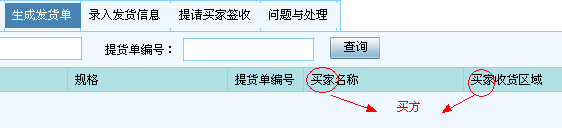 生成发货单 录入发货信息 提请买家签收 问题与处理
提货单编号： 查询
规格 提货单编号 买家名称 买家收货区域
买方